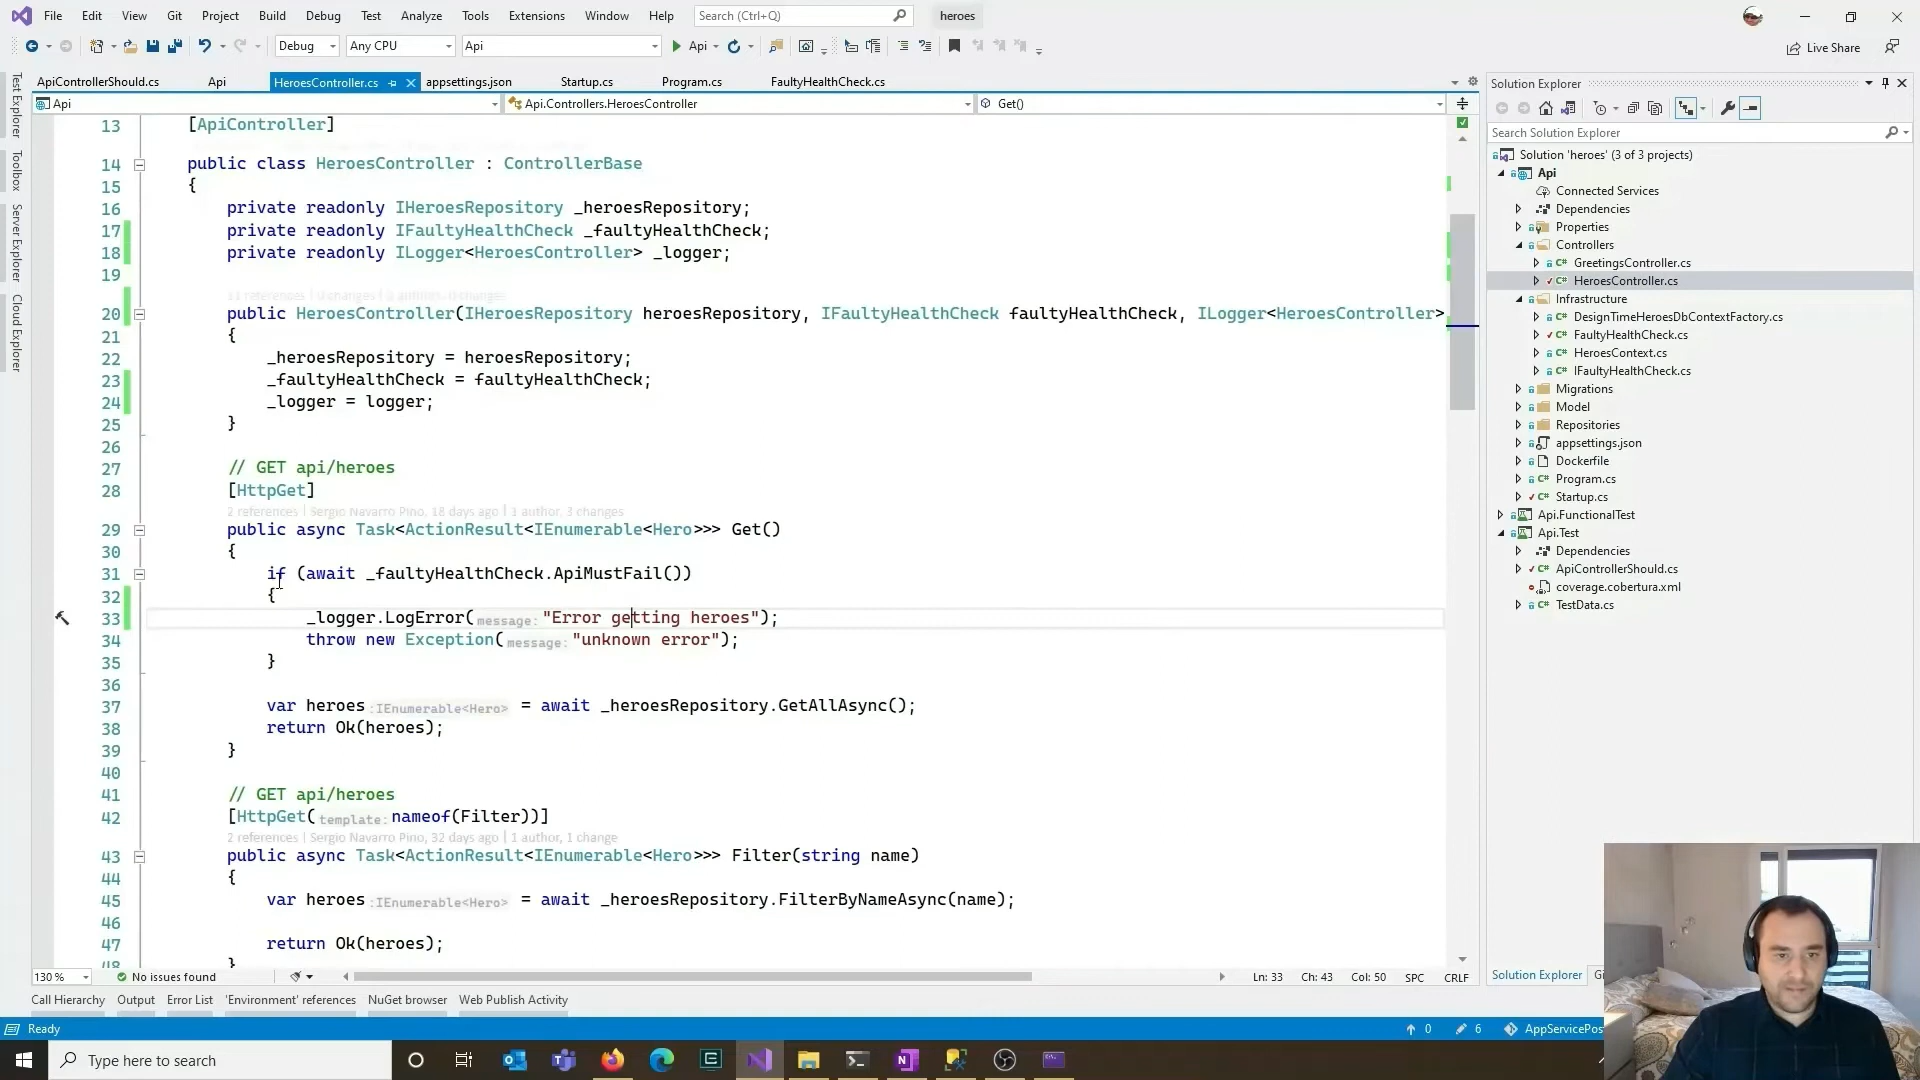 File Edit View Git Project Build Debug Test Analyze Tools Extensions Window Help Search (Ctrl+Q) heroes
Debug Any CPU Api Api Live Share
ApiControllerShould.cs Api HeroesController.cs appsettings.json Startup.cs Program.cs FaultyHealthCheck.cs
Api Api.Controllers.HeroesController Get()
Test Explorer
Toolbox
Server Explorer
Cloud Explorer
13 [ApiController]
14 public class HeroesController : ControllerBase
15 {
16 private readonly IHeroesRepository _heroesRepository;
17 private readonly IFaultyHealthCheck _faultyHealthCheck;
18 private readonly ILogger<HeroesController> _logger;
19
20 public HeroesController(IHeroesRepository heroesRepository, IFaultyHealthCheck faultyHealthCheck, ILogger<HeroesController>
21 {
22 _heroesRepository = heroesRepository;
23 _faultyHealthCheck = faultyHealthCheck;
24 _logger = logger;
25 }
26
27 // GET api/heroes
28 [HttpGet]
2 references | Sergio Navarro Pino, 18 days ago | 1 author, 3 changes
29 public async Task<ActionResult<IEnumerable<Hero>>> Get()
30 {
31 if (await _faultyHealthCheck.ApiMustFail())
32 {
33 _logger.LogError(message: "Error getting heroes");
34 throw new Exception(message: "unknown error");
35 }
36
37 var heroes :IEnumerable<Hero> = await _heroesRepository.GetAllAsync();
38 return Ok(heroes);
39 }
40
41 // GET api/heroes
42 [HttpGet(template: nameof(Filter))]
2 references | Sergio Navarro Pino, 32 days ago | 1 author, 1 change
43 public async Task<ActionResult<IEnumerable<Hero>>> Filter(string name)
44 {
45 var heroes :IEnumerable<Hero> = await _heroesRepository.FilterByNameAsync(name);
46
47 return Ok(heroes);
48 }
130 % No issues found Ln: 33 Ch: 43 Col: 50 SPC CRLF
Call Hierarchy Output Error List 'Environment' references NuGet browser Web Publish Activity
Solution Explorer
Search Solution Explorer
Solution 'heroes' (3 of 3 projects)
Api
Connected Services
Dependencies
Properties
Controllers
GreetingsController.cs
HeroesController.cs
Infrastructure
DesignTimeHeroesDbContextFactory.cs
FaultyHealthCheck.cs
HeroesContext.cs
IFaultyHealthCheck.cs
Migrations
Model
Repositories
appsettings.json
Dockerfile
Program.cs
Startup.cs
Api.FunctionalTest
Api.Test
Dependencies
ApiControllerShould.cs
coverage.cobertura.xml
TestData.cs
Solution Explorer
Ready 0 6 AppServicePos
Type here to search